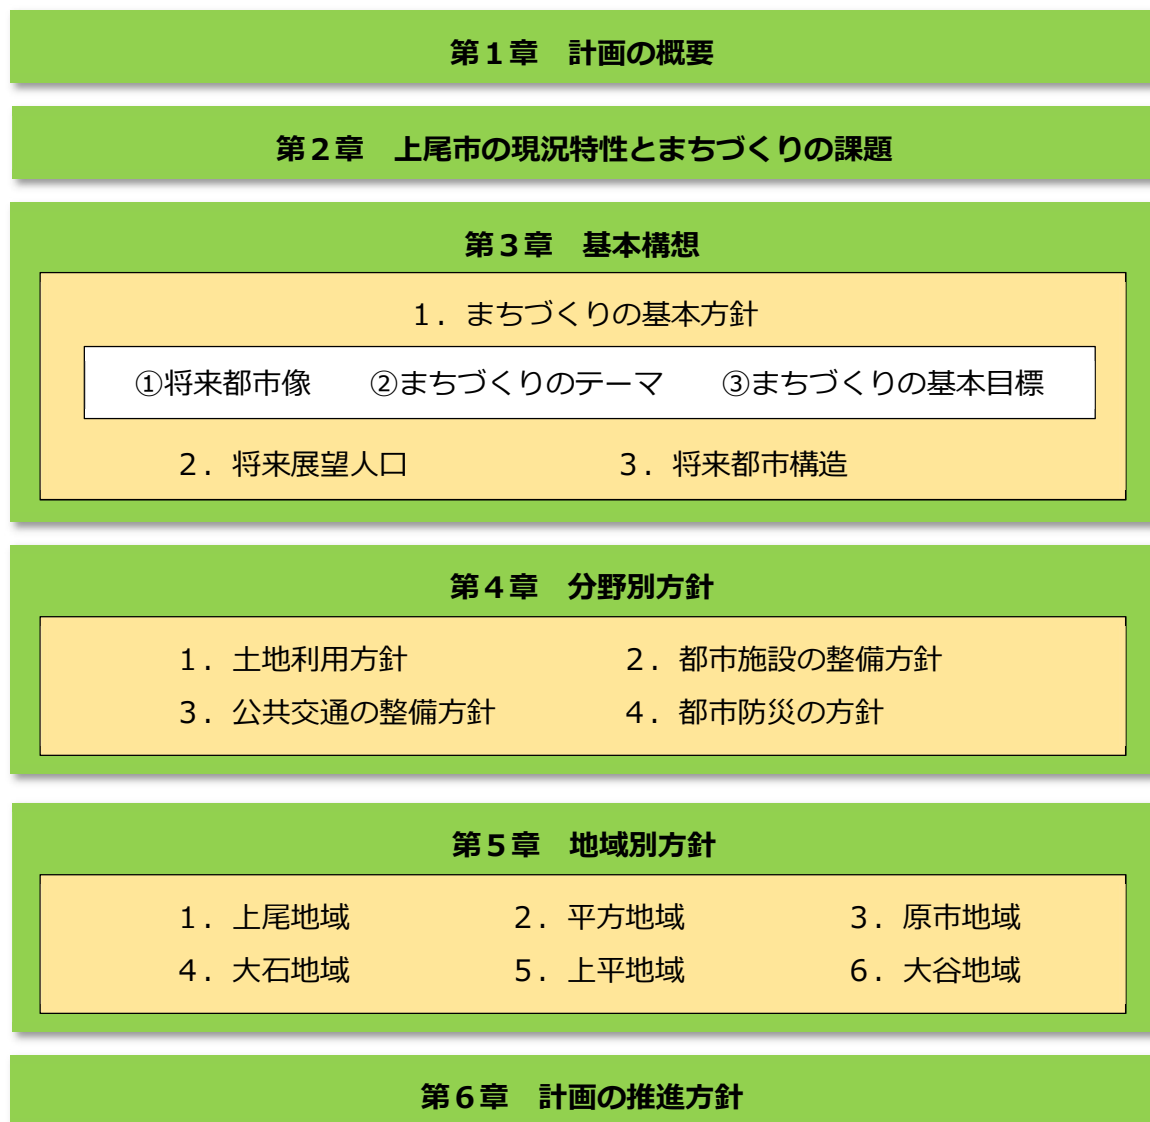 第１章　計画の概要
第２章　上尾市の現況特性とまちづくりの課題
第３章　基本構想
１．まちづくりの基本方針
①将来都市像　　②まちづくりのテーマ　　③まちづくりの基本目標
２．将来展望人口　　３．将来都市構造
第４章　分野別方針
１．土地利用方針　　２．都市施設の整備方針
３．公共交通の整備方針　　４．都市防災の方針
第５章　地域別方針
１．上尾地域　　２．平方地域　　３．原市地域
４．大石地域　　５．上平地域　　６．大谷地域
第６章　計画の推進方針